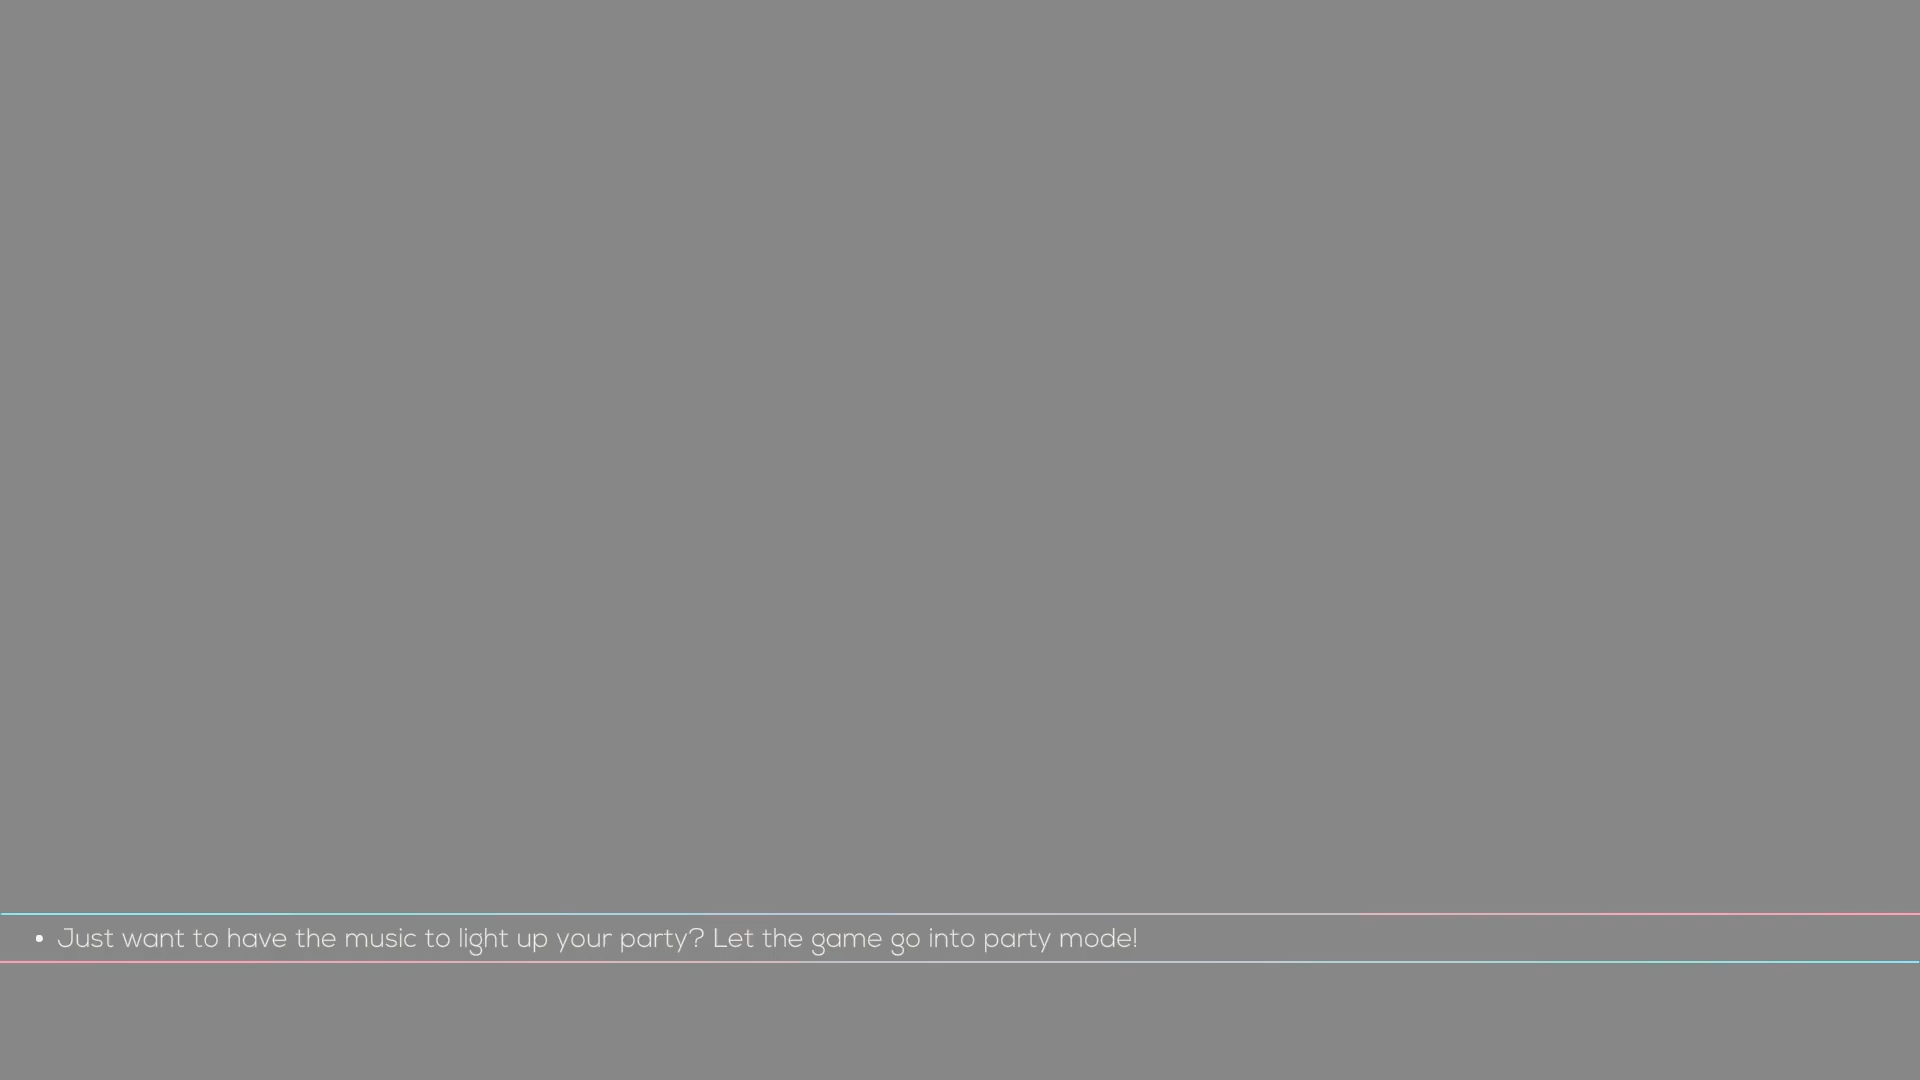 • Just want to have the music to light up your party? Let the game go into party mode!